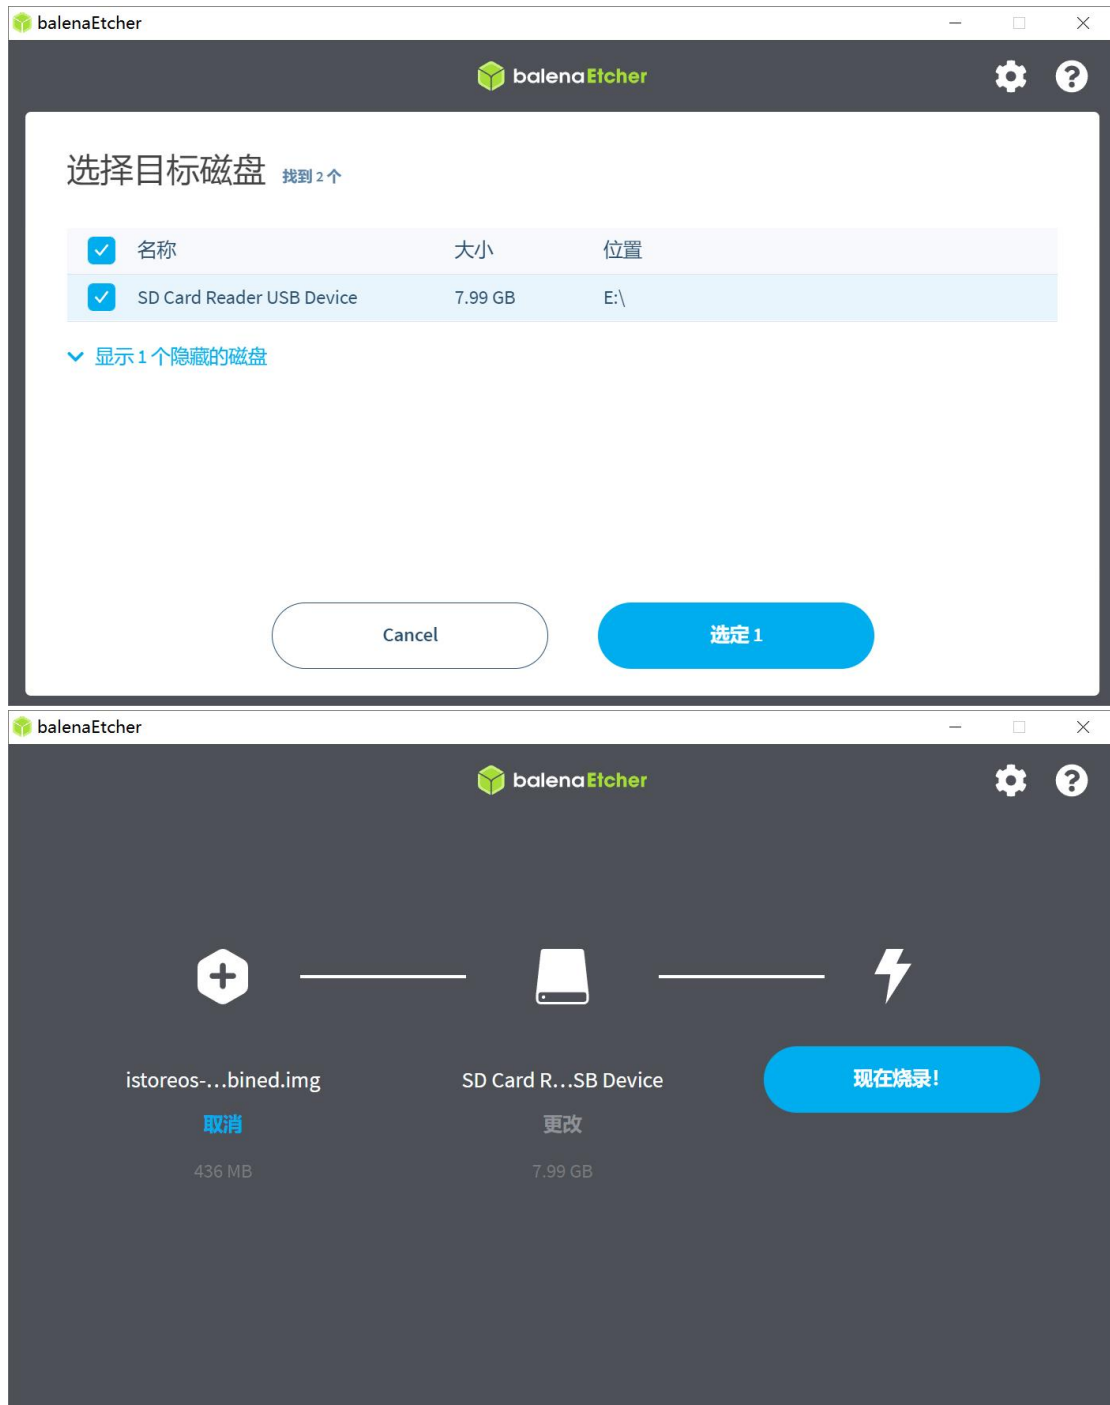 balenaEtcher
balenaEtcher
选择目标磁盘 找到 2 个
名称 大小 位置
SD Card Reader USB Device 7.99 GB E:\
显示 1 个隐藏的磁盘
Cancel 选定 1
balenaEtcher
balenaEtcher
istoreos-...bined.img SD Card R...SB Device 现在烧录!
取消 更改
436 MB 7.99 GB